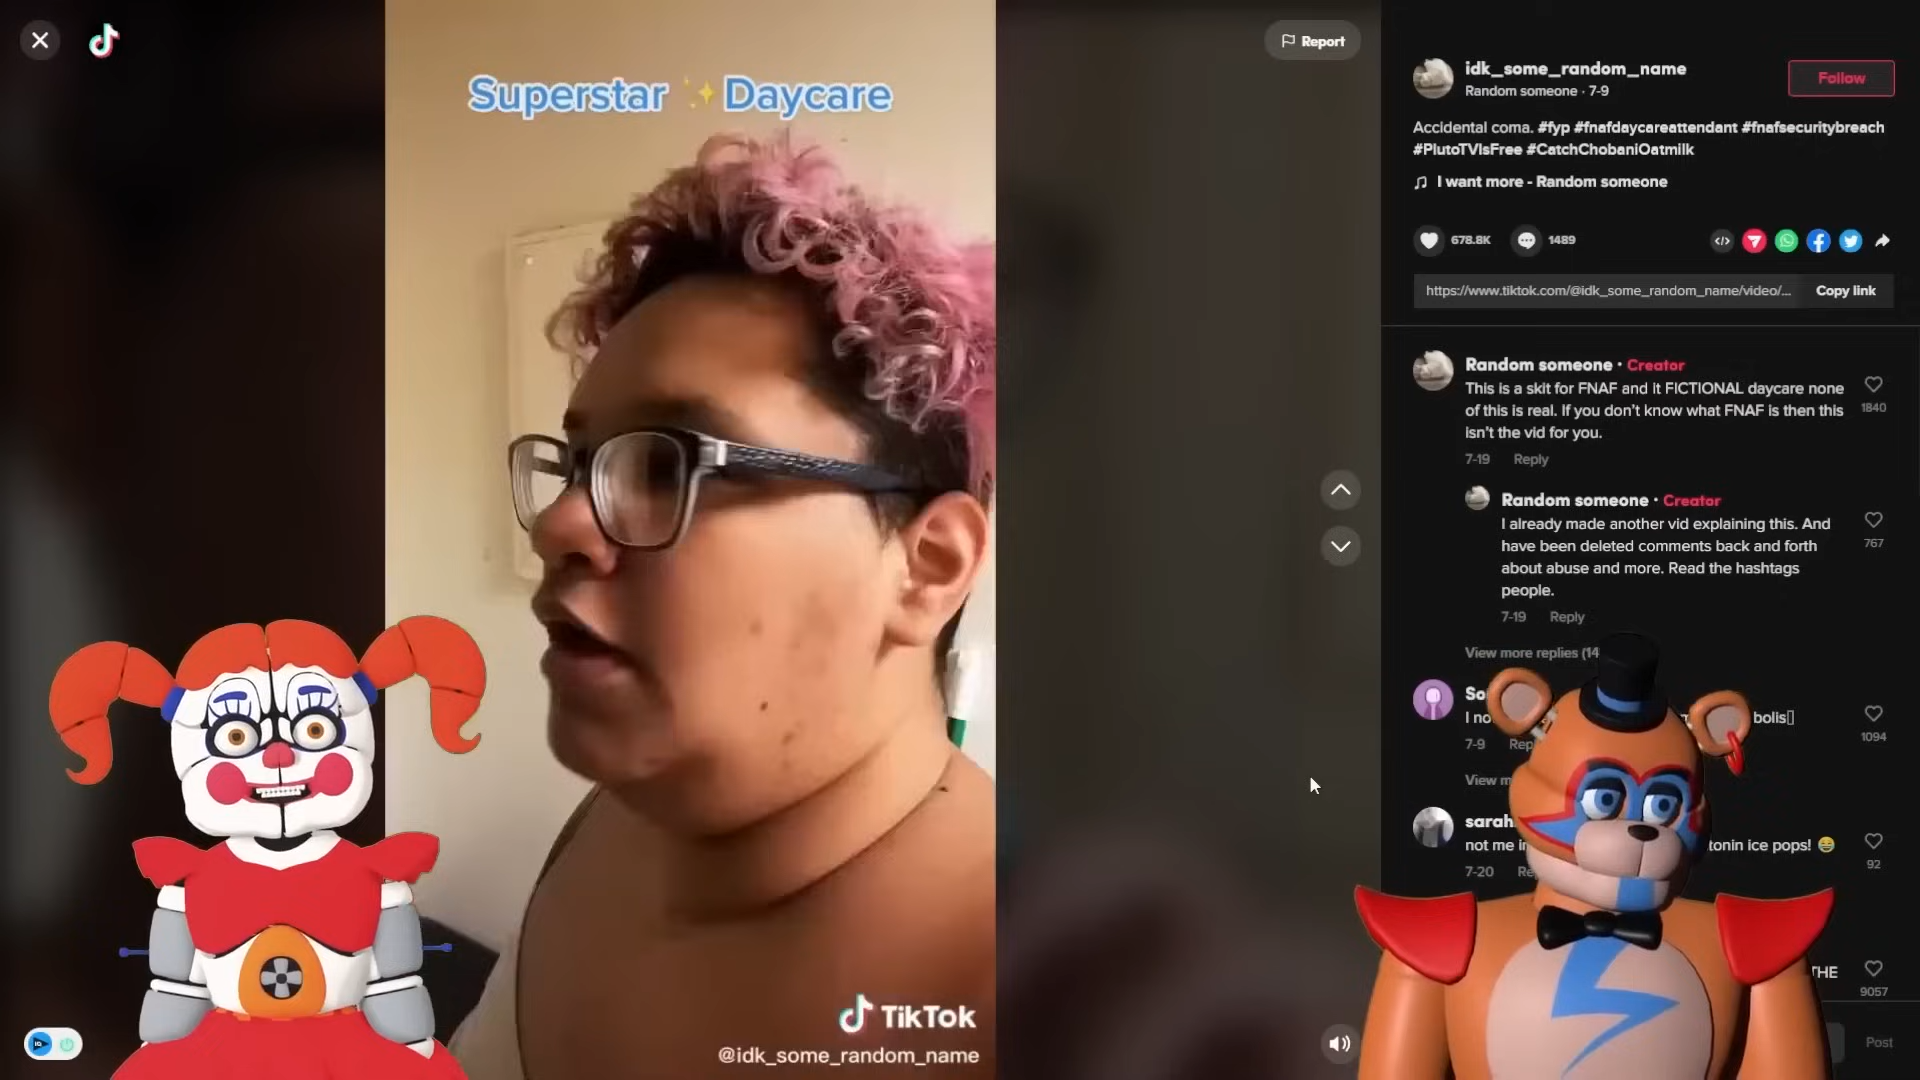 Report
Superstar ✨ Daycare
TikTok
@idk_some_random_name
idk_some_random_name
Random someone · 7-9
Follow
Accidental coma. #fyp #fnafdaycareattendant #fnafsecuritybreach
#PlutoTVIsFree #CatchChobaniOatmilk
I want more - Random someone
678.8K
1489
https://www.tiktok.com/@idk_some_random_name/video/...
Copy link
Random someone · Creator
This is a skit for FNAF and it FICTIONAL daycare none
of this is real. If you don't know what FNAF is then this
isn't the vid for you.
1840
7-19 Reply
Random someone · Creator
I already made another vid explaining this. And
have been deleted comments back and forth
about abuse and more. Read the hashtags
people.
767
7-19 Reply
View more replies (14
bolis
1094
7-9
sarah
not me tonin ice pops! 😂
92
7-20
THE
9057
Post